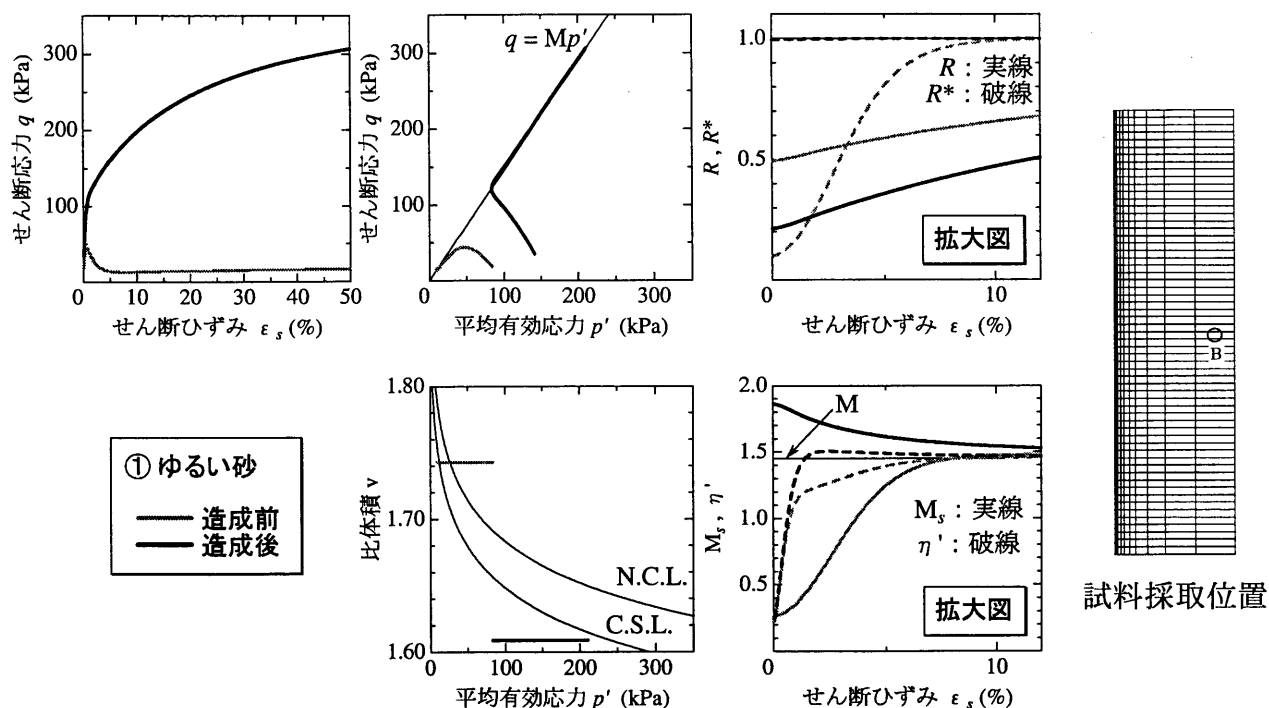 300
200
100
0 10 20 30 40 50
せん断応力 q (kPa)
せん断ひずみ ε s (%)
300
200
100
0 100 200 300
せん断応力 q (kPa)
平均有効応力 p' (kPa)
q = Mp'
1.0
0.5
0 10
R , R*
せん断ひずみ ε s (%)
R : 実線
R* : 破線
拡大図
B
試料採取位置
① ゆるい砂
造成前
造成後
1.80
1.70
1.60
0 100 200 300
比体積 v
平均有効応力 p' (kPa)
N.C.L.
C.S.L.
2.0
1.5
1.0
0.5
0 10
Ms , η'
せん断ひずみ ε s (%)
M
Ms : 実線
η' : 破線
拡大図